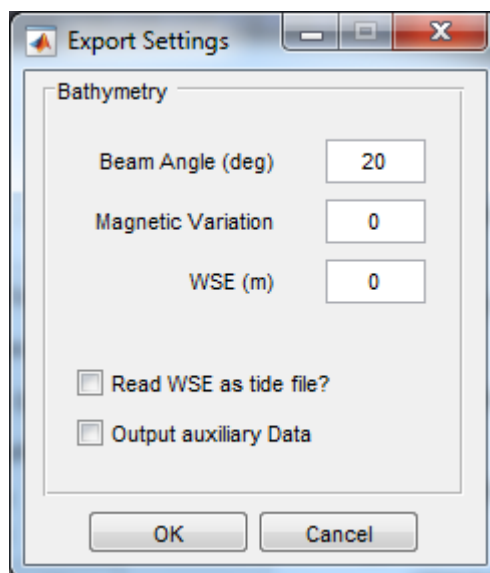 Export Settings
Bathymetry
Beam Angle (deg) 20
Magnetic Variation 0
WSE (m) 0
Read WSE as tide file?
Output auxiliary Data
OK Cancel